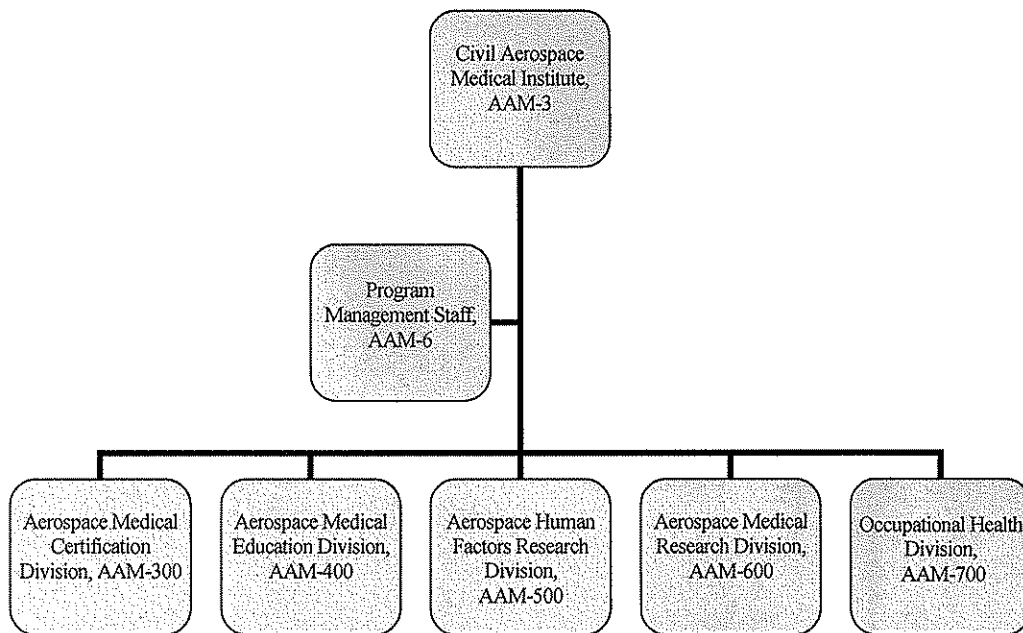 Civil Aerospace
Medical Institute,
AAM-3
Program
Management Staff,
AAM-6
Aerospace Medical
Certification
Division, AAM-300
Aerospace Medical
Education Division,
AAM-400
Aerospace Human
Factors Research
Division,
AAM-500
Aerospace Medical
Research Division,
AAM-600
Occupational Health
Division,
AAM-700